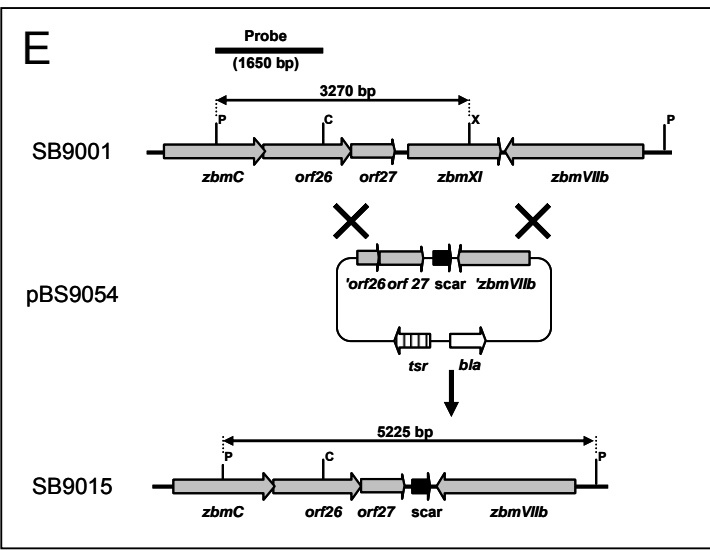 E
Probe
(1650 bp)
3270 bp
P C X P
SB9001
zbmC orf26 orf27 zbmXI zbmVIIb
pBS9054
'orf26 orf 27 scar 'zbmVIIb
tsr bla
5225 bp
P C P
SB9015
zbmC orf26 orf27 scar zbmVIIb